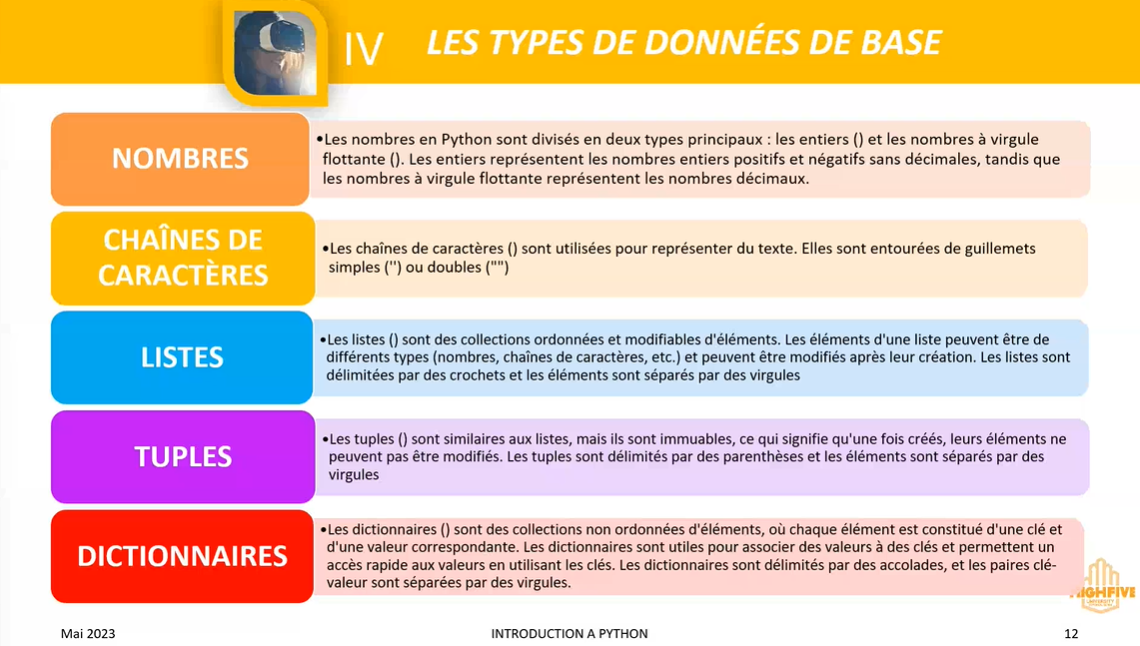 IV
LES TYPES DE DONNÉES DE BASE
NOMBRES
•Les nombres en Python sont divisés en deux types principaux : les entiers () et les nombres à virgule
flottante (). Les entiers représentent les nombres entiers positifs et négatifs sans décimales, tandis que
les nombres à virgule flottante représentent les nombres décimaux.
CHAÎNES DE
CARACTÈRES
•Les chaînes de caractères () sont utilisées pour représenter du texte. Elles sont entourées de guillemets
simples ('') ou doubles ("")
LISTES
•Les listes () sont des collections ordonnées et modifiables d'éléments. Les éléments d'une liste peuvent être de
différents types (nombres, chaînes de caractères, etc.) et peuvent être modifiés après leur création. Les listes sont
délimitées par des crochets et les éléments sont séparés par des virgules
TUPLES
•Les tuples () sont similaires aux listes, mais ils sont immuables, ce qui signifie qu'une fois créés, leurs éléments ne
peuvent pas être modifiés. Les tuples sont délimités par des parenthèses et les éléments sont séparés par des
virgules
DICTIONNAIRES
•Les dictionnaires () sont des collections non ordonnées d'éléments, où chaque élément est constitué d'une clé et
d'une valeur correspondante. Les dictionnaires sont utiles pour associer des valeurs à des clés et permettent un
accès rapide aux valeurs en utilisant les clés. Les dictionnaires sont délimités par des accolades, et les paires clé-
valeur sont séparées par des virgules.
HIGHFIVE
UNIVERSITY
Mai 2023
INTRODUCTION A PYTHON
12